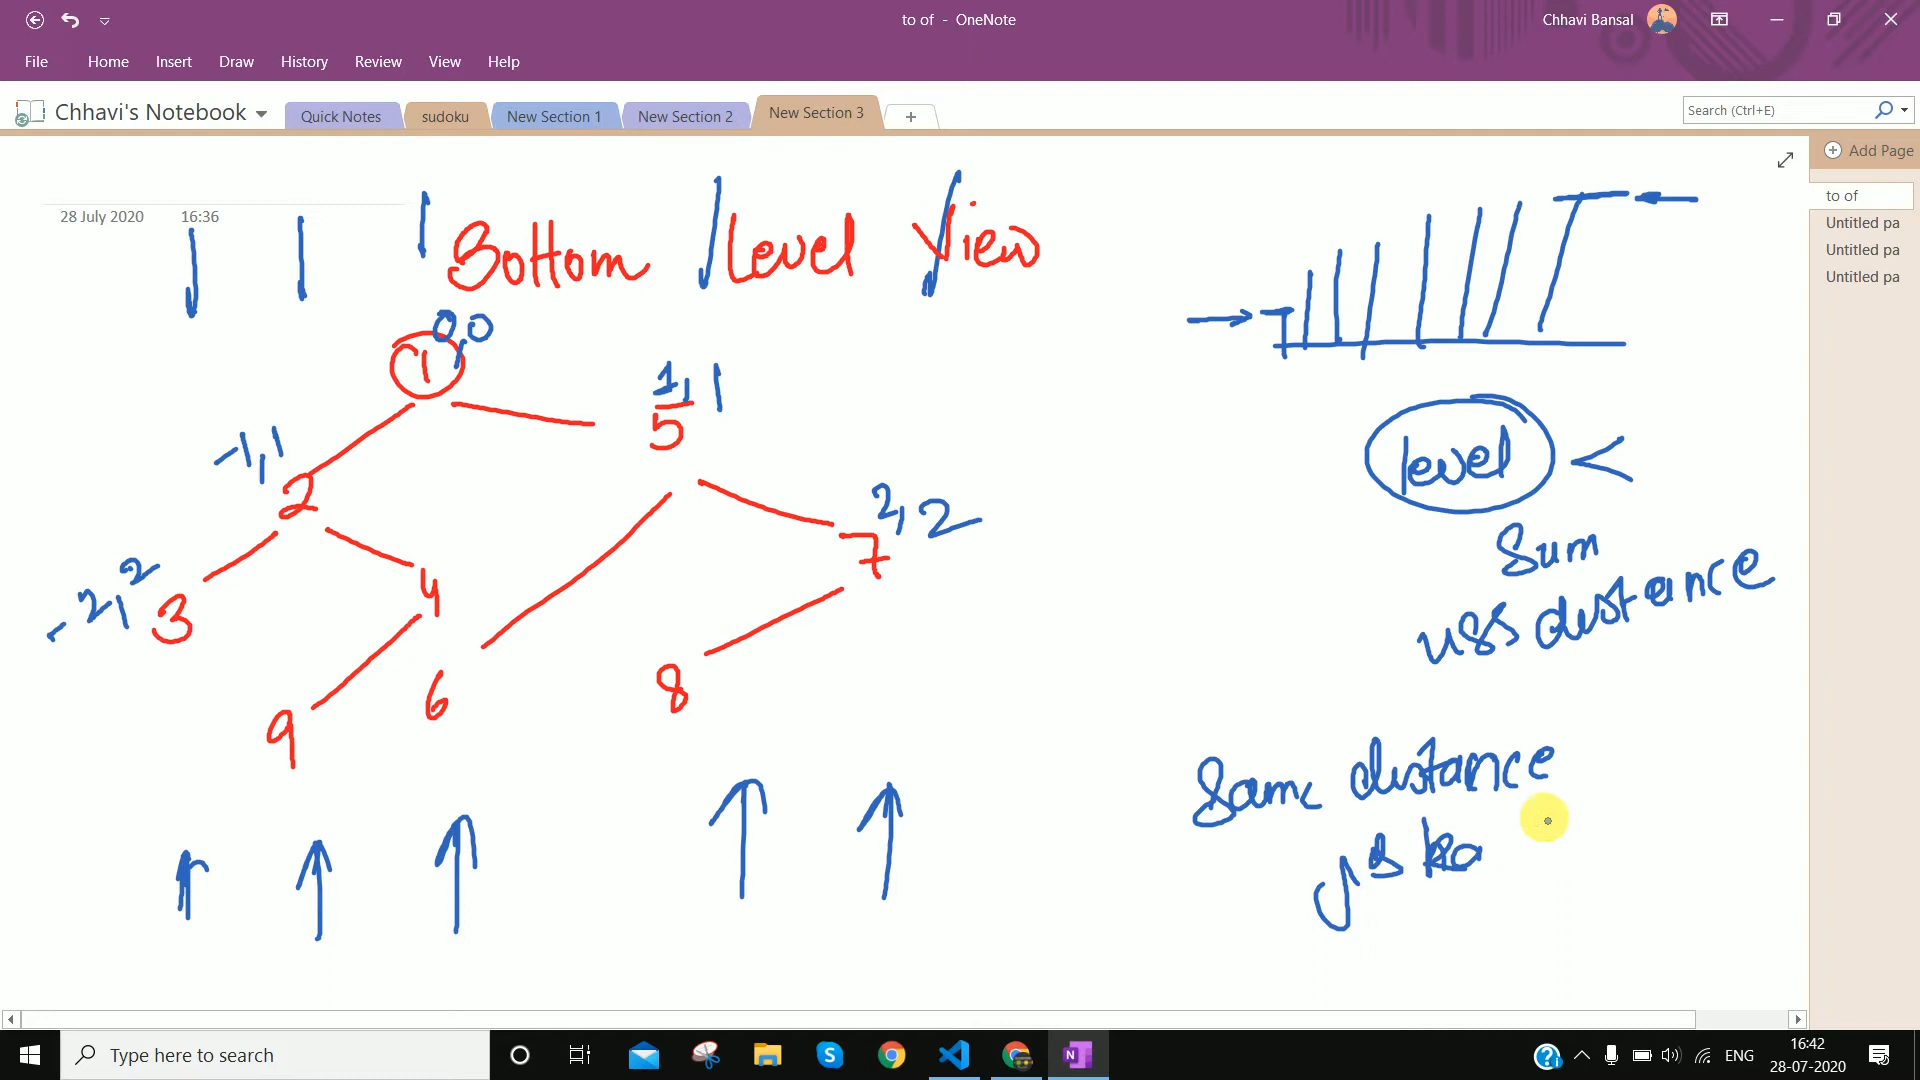 to of - OneNote
Chhavi Bansal
File Home Insert Draw History Review View Help
Chhavi's Notebook
Quick Notes sudoku New Section 1 New Section 2 New Section 3 +
Search (Ctrl+E)
Add Page
to of
Untitled pa
Untitled pa
Untitled pa
28 July 2020 16:36
Bottom Level View
0,0
1
1,1
5
-1,1
2
2,2
7
-2,2
3
4
6
8
9
level <
Sum
uss distance
Same distance
js ka
Type here to search
ENG
16:42
28-07-2020